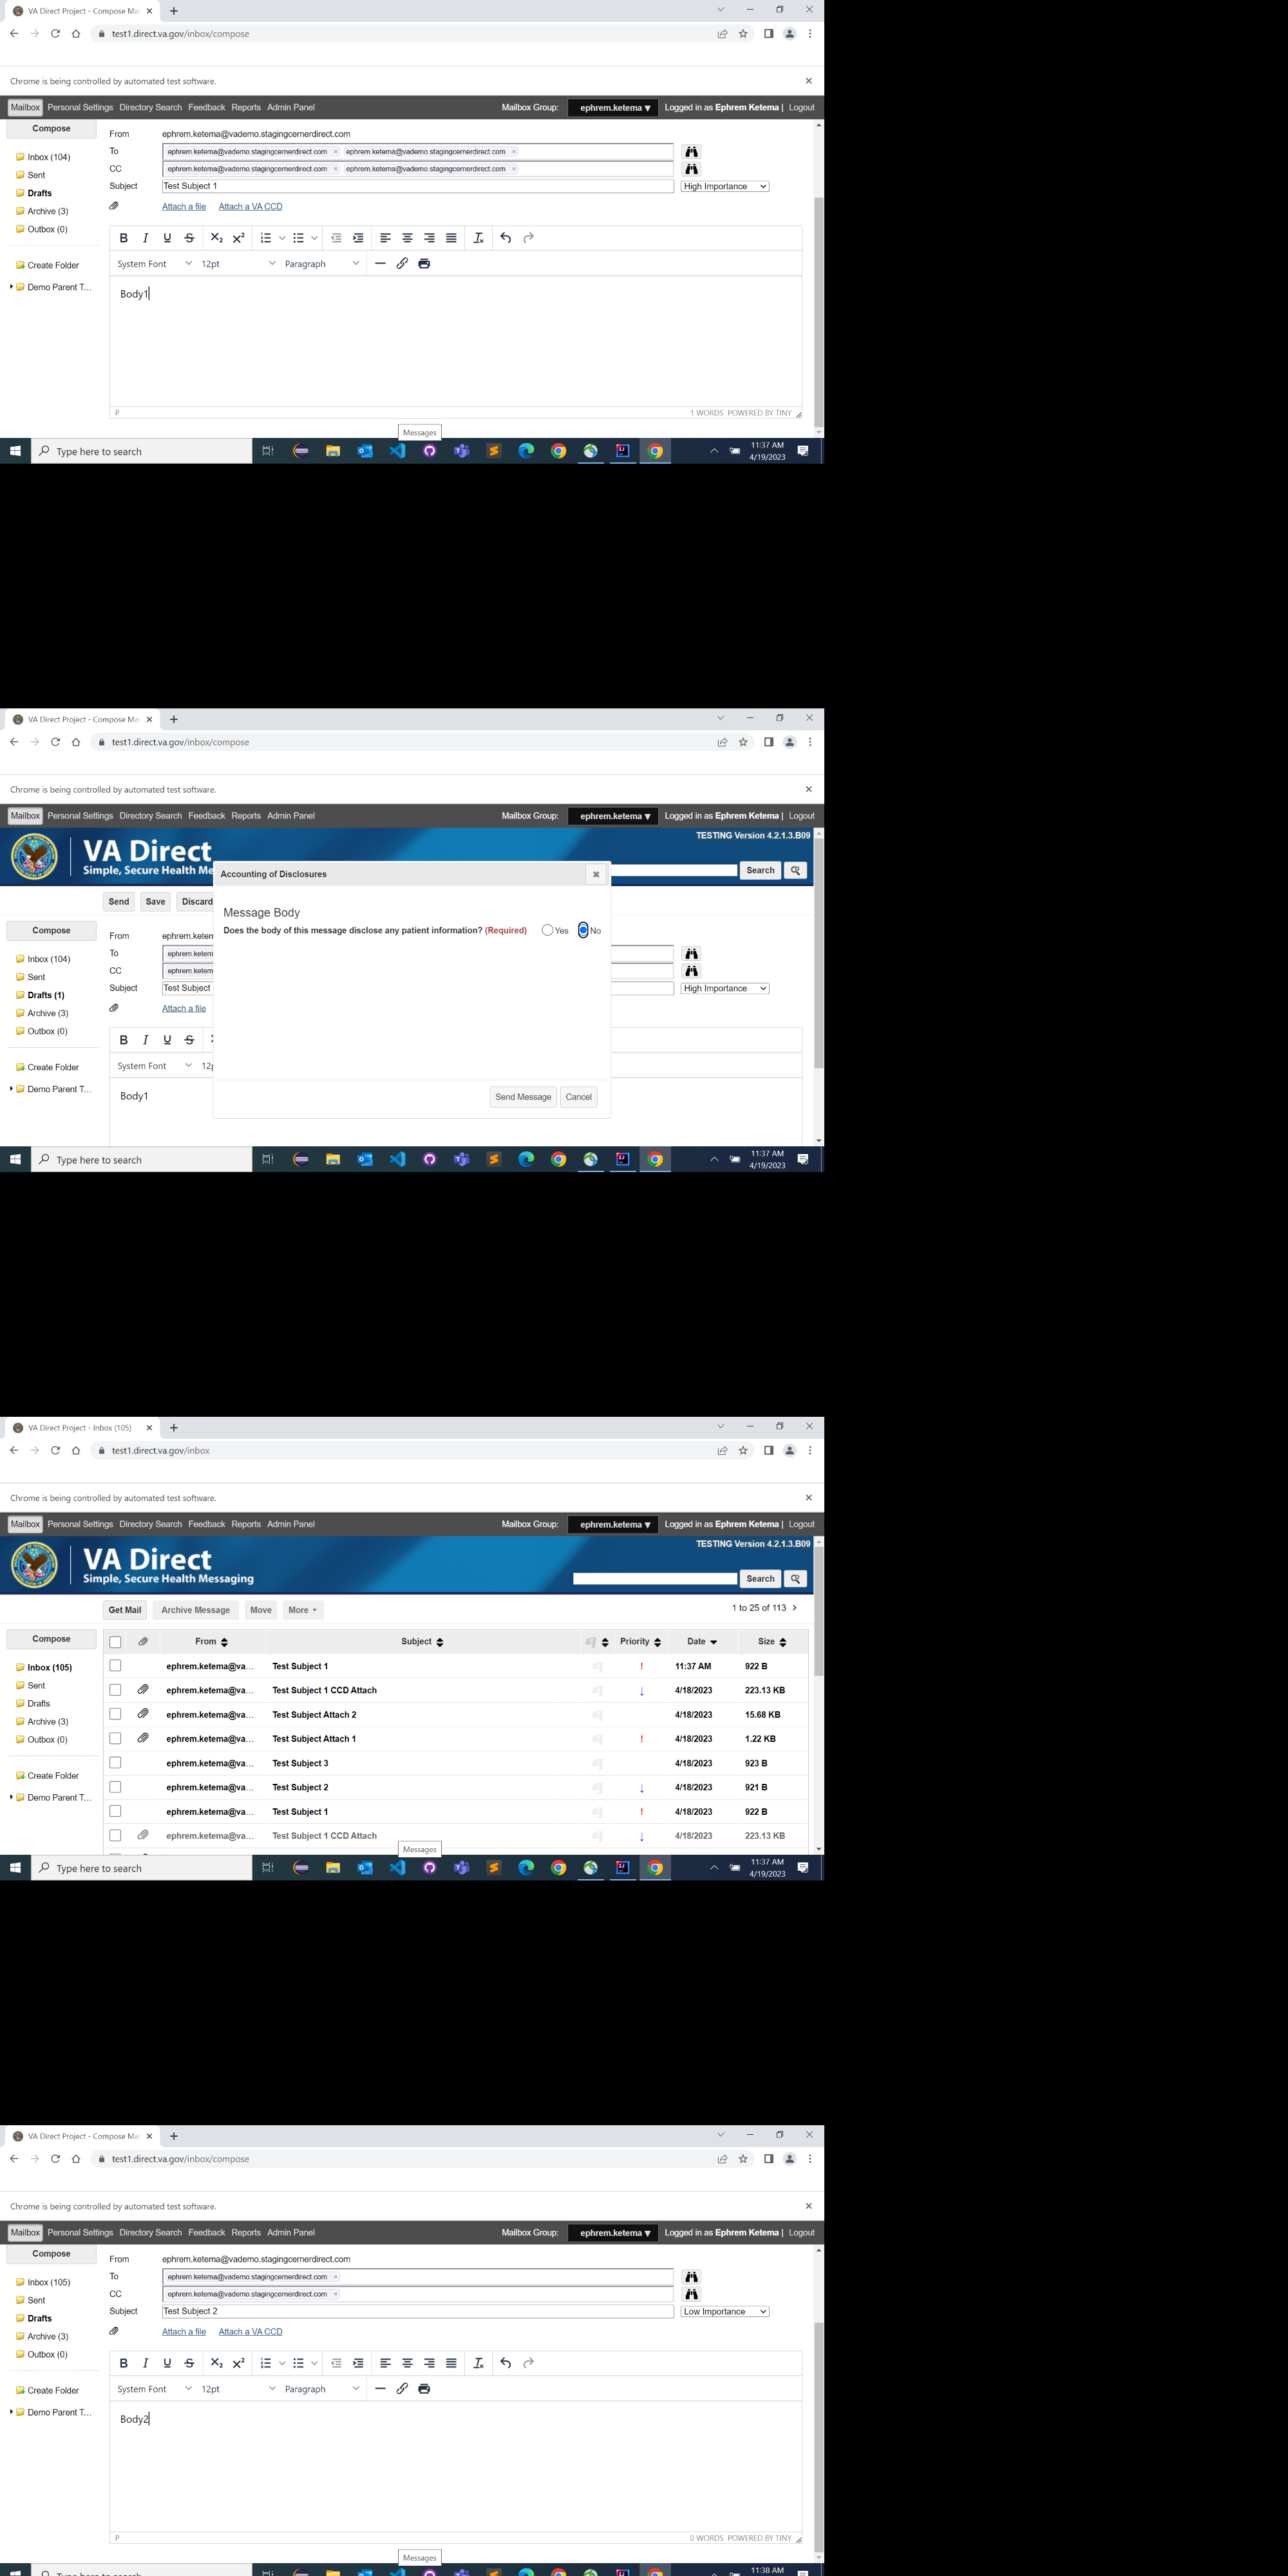 VA Direct Project - Compose Ma
test1.direct.va.gov/inbox/compose
Chrome is being controlled by automated test software.
Mailbox Personal Settings Directory Search Feedback Reports Admin Panel Mailbox Group: ephrem.ketema ▼ Logged in as Ephrem Ketema | Logout
Compose
From ephrem.ketema@vademo.stagingcernerdirect.com
Inbox (104)
To ephrem.ketema@vademo.stagingcernerdirect.com × ephrem.ketema@vademo.stagingcernerdirect.com ×
Sent
CC ephrem.ketema@vademo.stagingcernerdirect.com × ephrem.ketema@vademo.stagingcernerdirect.com ×
Drafts
Subject Test Subject 1 High Importance
Archive (3)
Attach a file Attach a VA CCD
Outbox (0)
Create Folder
System Font 12pt Paragraph
Demo Parent T...
Body1
P 1 WORDS POWERED BY TINY
Messages
Type here to search
11:37 AM
4/19/2023
VA Direct Project - Compose Ma
test1.direct.va.gov/inbox/compose
Chrome is being controlled by automated test software.
Mailbox Personal Settings Directory Search Feedback Reports Admin Panel Mailbox Group: ephrem.ketema ▼ Logged in as Ephrem Ketema | Logout
TESTING Version 4.2.1.3.B09
VA Direct
Simple, Secure Health Me
Search
Accounting of Disclosures
Send Save Discard
Message Body
Does the body of this message disclose any patient information? (Required) Yes No
Compose
From ephrem.keten
Inbox (104)
To ephrem.ketem
Sent
CC ephrem.ketem
Drafts (1)
Subject Test Subject High Importance
Archive (3)
Attach a file
Outbox (0)
Create Folder
System Font 12p
Demo Parent T...
Body1
Send Message Cancel
Type here to search
11:37 AM
4/19/2023
VA Direct Project - Inbox (105)
test1.direct.va.gov/inbox
Chrome is being controlled by automated test software.
Mailbox Personal Settings Directory Search Feedback Reports Admin Panel Mailbox Group: ephrem.ketema ▼ Logged in as Ephrem Ketema | Logout
TESTING Version 4.2.1.3.B09
VA Direct
Simple, Secure Health Messaging
Search
Get Mail Archive Message Move More 1 to 25 of 113
Compose
From Subject Priority Date Size
Inbox (105)
Sent
Drafts
Archive (3)
Outbox (0)
Create Folder
Demo Parent T...
ephrem.ketema@va... Test Subject 1 ! 11:37 AM 922 B
ephrem.ketema@va... Test Subject 1 CCD Attach ↓ 4/18/2023 223.13 KB
ephrem.ketema@va... Test Subject Attach 2 4/18/2023 15.68 KB
ephrem.ketema@va... Test Subject Attach 1 ! 4/18/2023 1.22 KB
ephrem.ketema@va... Test Subject 3 4/18/2023 923 B
ephrem.ketema@va... Test Subject 2 ↓ 4/18/2023 921 B
ephrem.ketema@va... Test Subject 1 ! 4/18/2023 922 B
ephrem.ketema@va... Test Subject 1 CCD Attach ↓ 4/18/2023 223.13 KB
Messages
Type here to search
11:37 AM
4/19/2023
VA Direct Project - Compose Ma
test1.direct.va.gov/inbox/compose
Chrome is being controlled by automated test software.
Mailbox Personal Settings Directory Search Feedback Reports Admin Panel Mailbox Group: ephrem.ketema ▼ Logged in as Ephrem Ketema | Logout
Compose
From ephrem.ketema@vademo.stagingcernerdirect.com
Inbox (105)
To ephrem.ketema@vademo.stagingcernerdirect.com ×
Sent
CC ephrem.ketema@vademo.stagingcernerdirect.com ×
Drafts
Subject Test Subject 2 Low Importance
Archive (3)
Attach a file Attach a VA CCD
Outbox (0)
Create Folder
System Font 12pt Paragraph
Demo Parent T...
Body2
P 0 WORDS POWERED BY TINY
Messages
11:38 AM